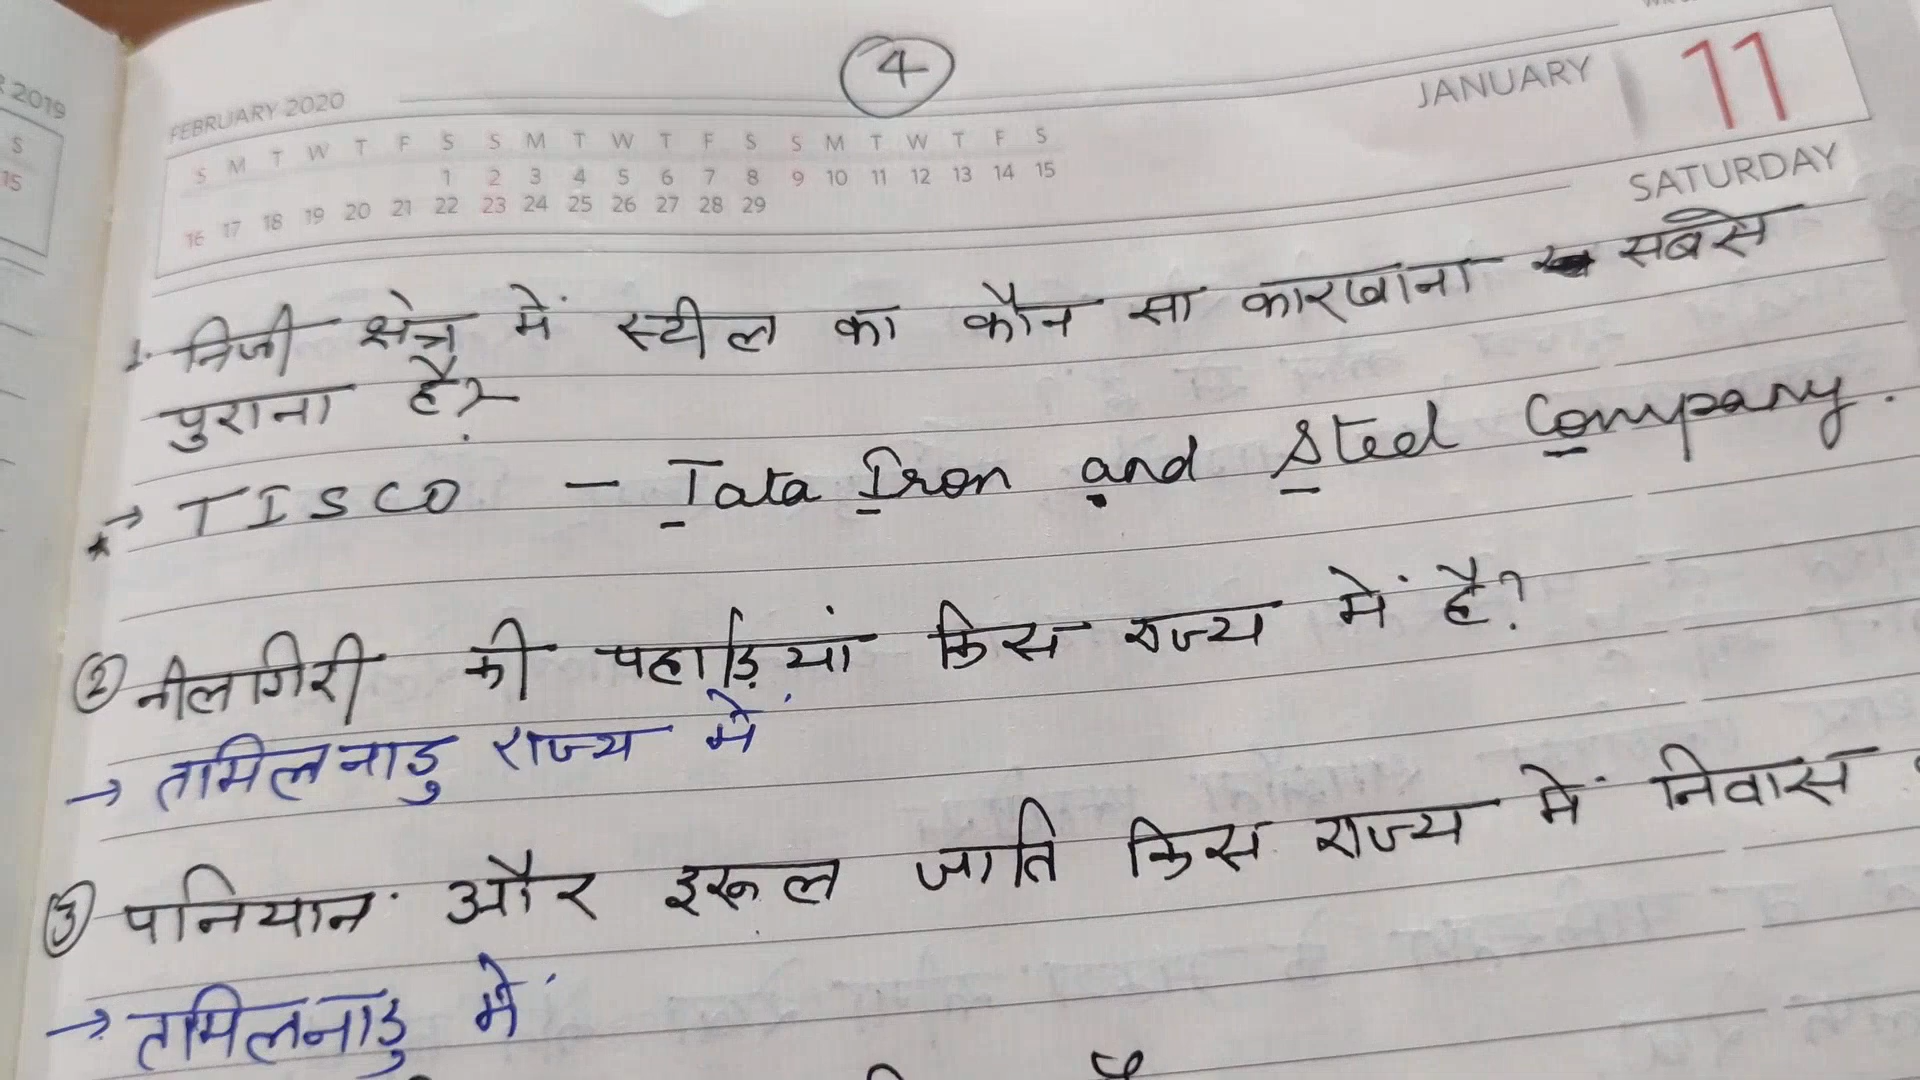 4
2019
S
15
FEBRUARY 2020
S M T W T F S S M T W T F S S M T W T F S
1 2 3 4 5 6 7 8 9 10 11 12 13 14 15
16 17 18 19 20 21 22 23 24 25 26 27 28 29
JANUARY 11
SATURDAY
1. निजी क्षेत्र में स्टील का कौन सा कारखाना सबसे
पुराना है?
→ TISCO - Tata Iron and Steel Company.
② नीलगिरी की पहाड़ियां किस राज्य में है?
→ तामिलनाडु राज्य में
③ पनियान और इरूल जाति किस राज्य में निवास
→ तामिलनाडु में